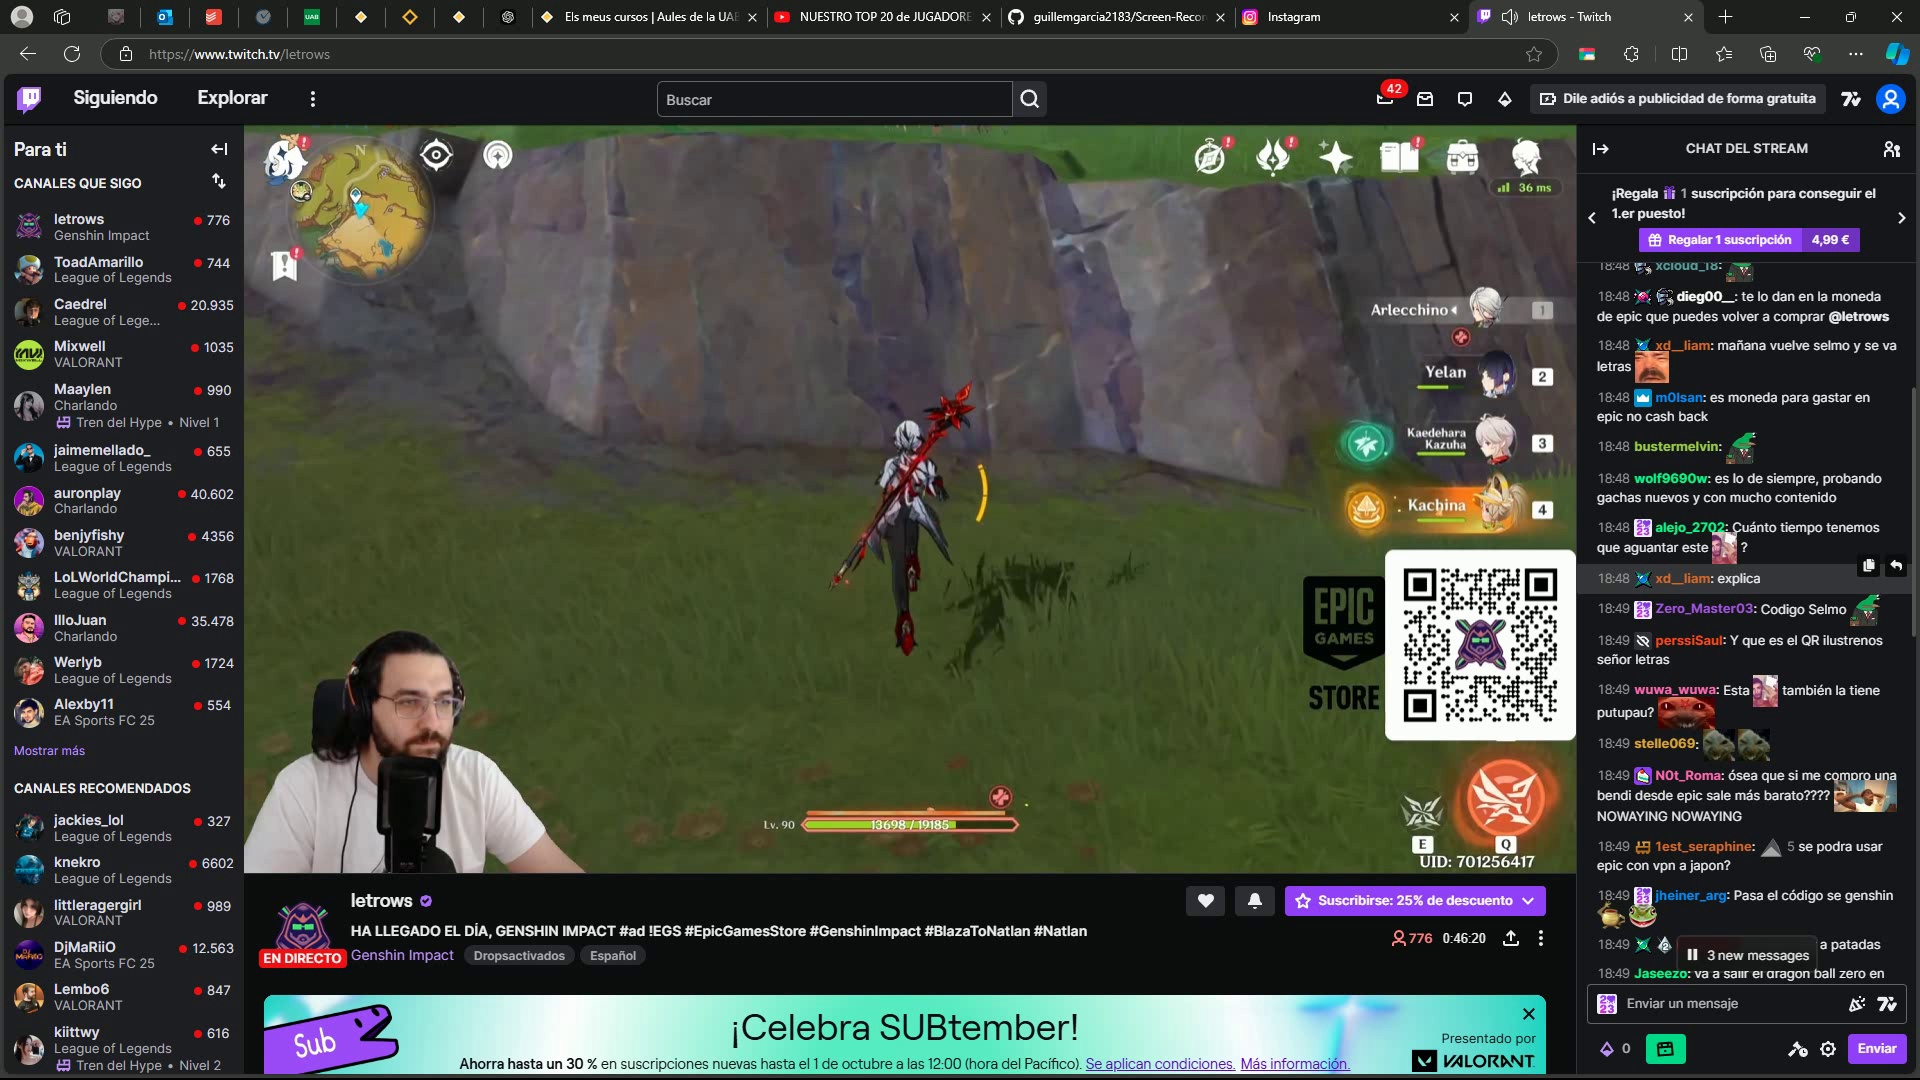 UAB
Els meus cursos | Aules de la UAB
NUESTRO TOP 20 de JUGADORE
guillemgarcia2183/Screen-Recor
Instagram
letrows - Twitch
https://www.twitch.tv/letrows
Siguiendo
Explorar
Buscar
42
Dile adiós a publicidad de forma gratuita
Para ti
CANALES QUE SIGO
letrows
776
Genshin Impact
ToadAmarillo
744
League of Legends
Caedrel
20.935
League of Lege...
Mixwell
1035
VALORANT
Maaylen
990
Charlando
Tren del Hype • Nivel 1
jaimemellado_
655
League of Legends
auronplay
40.602
Charlando
benjyfishy
4356
VALORANT
LoLWorldChampi...
1768
League of Legends
IlloJuan
35.478
Charlando
Werlyb
1724
League of Legends
Alexby11
554
EA Sports FC 25
Mostrar más
CANALES RECOMENDADOS
jackies_lol
327
League of Legends
knekro
6602
League of Legends
littleragergirl
989
VALORANT
DjMaRiiO
12.563
EA Sports FC 25
Lembo6
847
VALORANT
kiittwy
616
League of Legends
Tren del Hype • Nivel 2
N
36 ms
Arlecchino
1
Yelan
2
Kaedehara
Kazuha
3
Kachina
4
EPIC
GAMES
STORE
Lv. 90
13698 / 19185
E
Q
UID: 701256417
letrows
HA LLEGADO EL DÍA, GENSHIN IMPACT #ad !EGS #EpicGamesStore #GenshinImpact #BlazaToNatlan #Natlan
EN DIRECTO
Genshin Impact
Dropsactivados
Español
Suscribirse: 25% de descuento
776
0:46:20
Sub
¡Celebra SUBtember!
Ahorra hasta un 30 % en suscripciones nuevas hasta el 1 de octubre a las 12:00 (hora del Pacífico). Se aplican condiciones. Más información.
Presentado por
VALORANT
CHAT DEL STREAM
¡Regala 1 suscripción para conseguir el
1.er puesto!
Regalar 1 suscripción
4,99 €
18:48 xcloud_18:
18:48 dieg00__: te lo dan en la moneda
de epic que puedes volver a comprar @letrows
18:48 xd__liam: mañana vuelve selmo y se va
letras
18:48 m0lsan: es moneda para gastar en
epic no cash back
18:48 bustermelvin:
18:48 wolf9690w: es lo de siempre, probando
gachas nuevos y con mucho contenido
18:48 alejo_2702: Cuánto tiempo tenemos
que aguantar este ?
18:48 xd__liam: explica
18:49 Zero_Master03: Codigo Selmo
18:49 perssiSaul: Y que es el QR ilustrenos
señor letras
18:49 wuwa_wuwa: Esta también la tiene
putupau?
18:49 stelle069:
18:49 N0t_Roma: ósea que si me compro una
bendi desde epic sale más barato????
NOWAYING NOWAYING
18:49 1est_seraphine: 5 se podra usar
epic con vpn a japon?
18:49 jheiner_arg: Pasa el código se genshin
18:49 a patadas
3 new messages
18:49 Jaseezo: va a salir el dragon ball zero en
Enviar un mensaje
0
Enviar